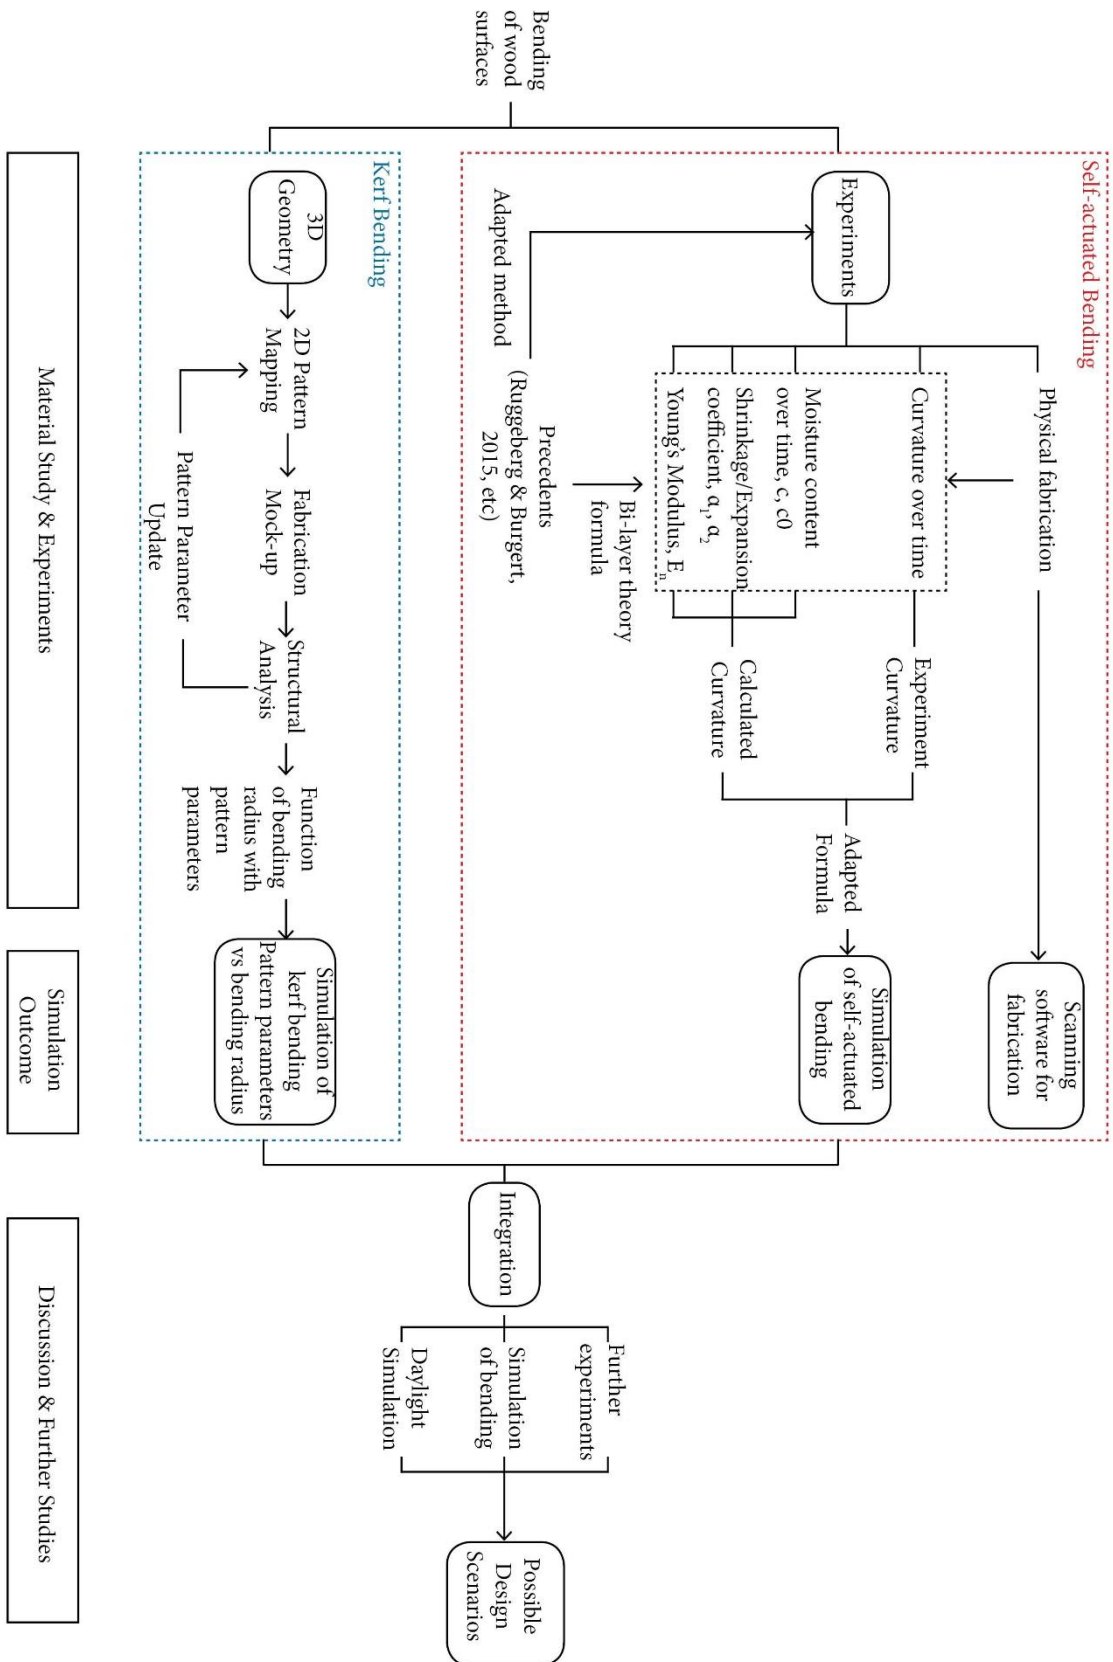 Bending
of wood
surfaces
Self-actuated Bending
Experiments
Physical fabrication
Curvature over time
Moisture content
over time, c, c0
Shrinkage/Expansion
coefficient, α₁, α₂
Young's Modulus, Eₙ
Experiment
Curvature
Calculated
Curvature
Adapted
Formula
Scanning
software for
fabrication
Simulation
of self-actuated
bending
Bi-layer theory
formula
Adapted method
Precedents
(Ruggeberg & Burgert,
2015, etc)
Kerf Bending
3D
Geometry
2D Pattern
Mapping
Fabrication
Mock-up
Structural
Analysis
Function
of bending
radius with
pattern
parameters
Simulation of
kerf bending
Pattern parameters
vs bending radius
Pattern Parameter
Update
Integration
Further
experiments
Simulation
of bending
Daylight
Simulation
Possible
Design
Scenarios
Material Study & Experiments
Simulation
Outcome
Discussion & Further Studies